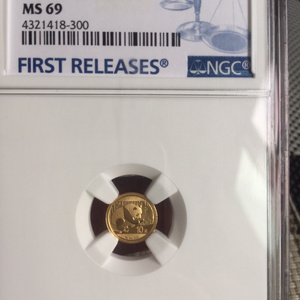 MS 69
4321418-300
FIRST RELEASES®
NGC®